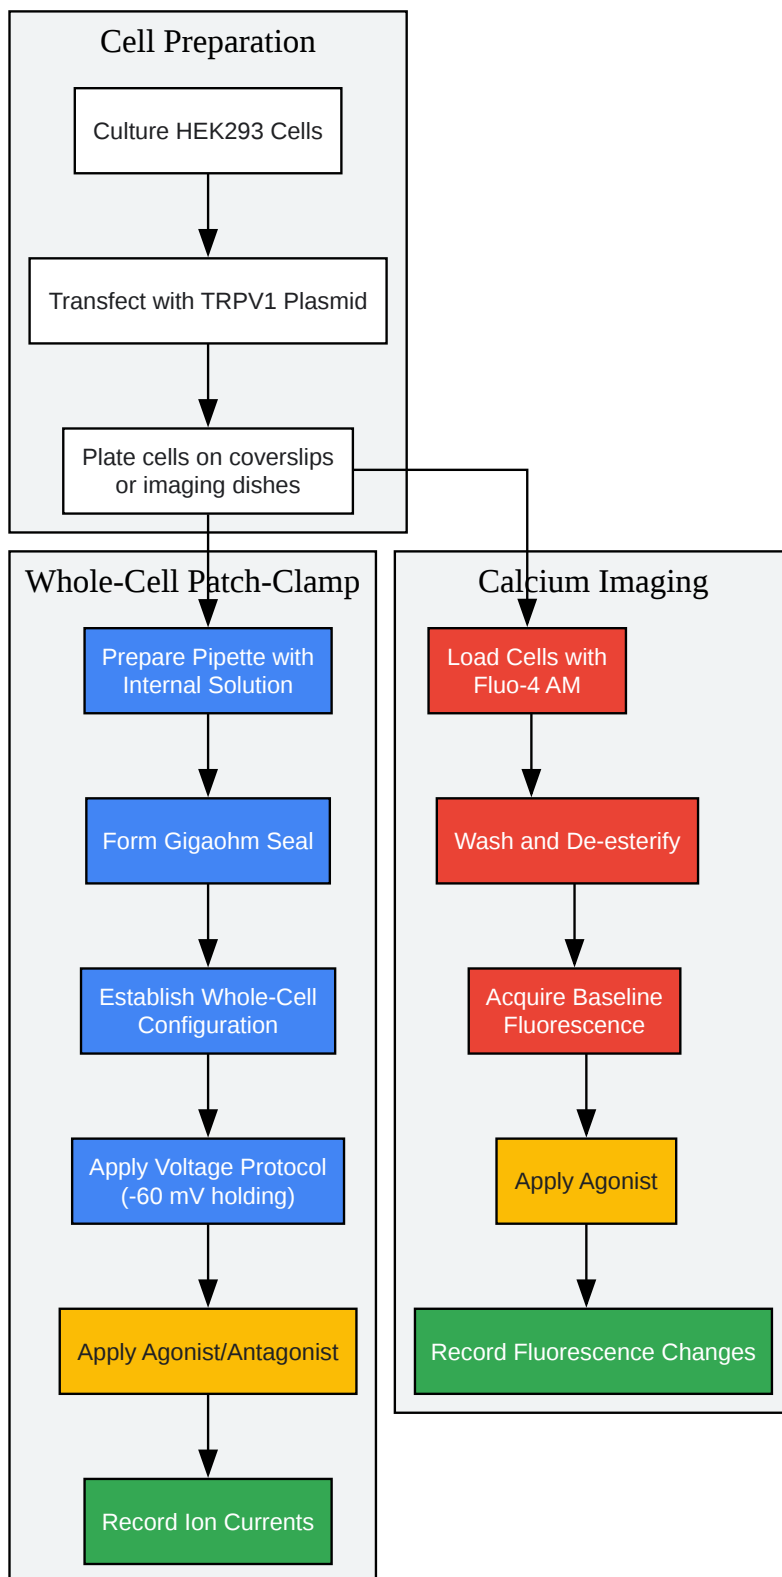 Cell Preparation
Culture HEK293 Cells
Transfect with TRPV1 Plasmid
Plate cells on coverslips
or imaging dishes
Whole-Cell Patch-Clamp
Prepare Pipette with
Internal Solution
Form Gigaohm Seal
Establish Whole-Cell
Configuration
Apply Voltage Protocol
(-60 mV holding)
Apply Agonist/Antagonist
Record Ion Currents
Calcium Imaging
Load Cells with
Fluo-4 AM
Wash and De-esterify
Acquire Baseline
Fluorescence
Apply Agonist
Record Fluorescence Changes